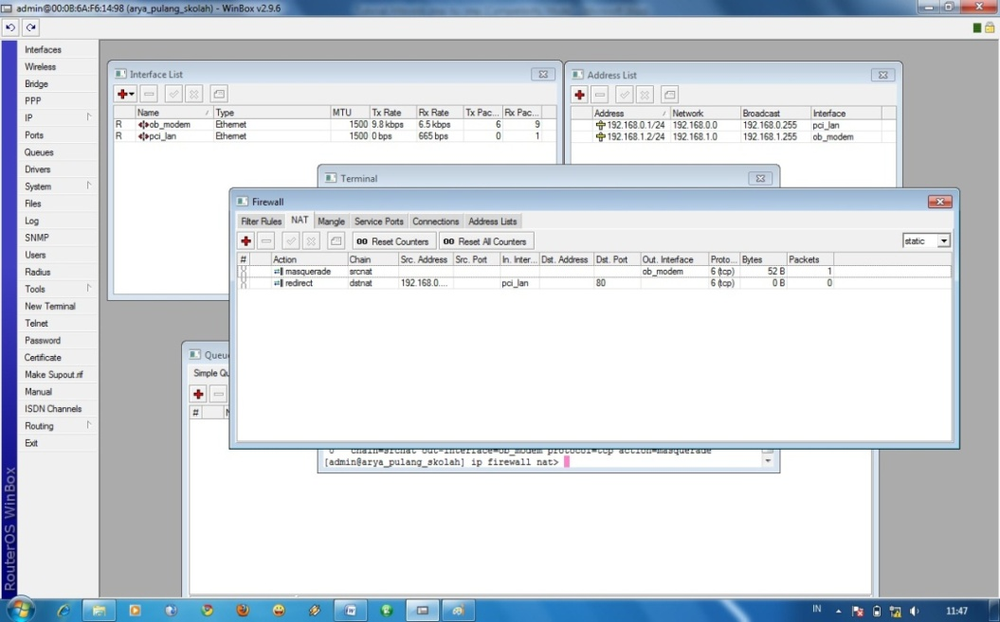 admin@00:0B:6A:F6:14:98 (arya_pulang_skolah) - WinBox v2.9.6
Interfaces
Wireless
Bridge
PPP
IP
Ports
Queues
Drivers
System
Files
Log
SNMP
Users
Radius
Tools
New Terminal
Telnet
Password
Certificate
Make Supout.rif
Manual
ISDN Channels
Routing
Exit
RouterOS WinBox
Interface List
Name / Type MTU Tx Rate Rx Rate Tx Pac... Rx Pac...
R ob_modem Ethernet 1500 9.8 kbps 6.5 kbps 6 9
R pci_lan Ethernet 1500 0 bps 665 bps 0 1
Address List
Address / Network Broadcast Interface
192.168.0.1/24 192.168.0.0 192.168.0.255 pci_lan
192.168.1.2/24 192.168.1.0 192.168.1.255 ob_modem
Terminal
Firewall
Filter Rules NAT Mangle Service Ports Connections Address Lists
00 Reset Counters 00 Reset All Counters static
# Action Chain Src. Address Src. Port In. Inter... Dst. Address Dst. Port Out. Interface Proto... Bytes Packets
masquerade srcnat ob_modem 6 (tcp) 52 B 1
redirect dstnat 192.168.0.... pci_lan 80 6 (tcp) 0 B 0
Queu
Simple Qu
#
0 chain=srcnat out-interface=ob_modem protocol=tcp action=masquerade
[admin@arya_pulang_skolah] ip firewall nat>
IN 11:47